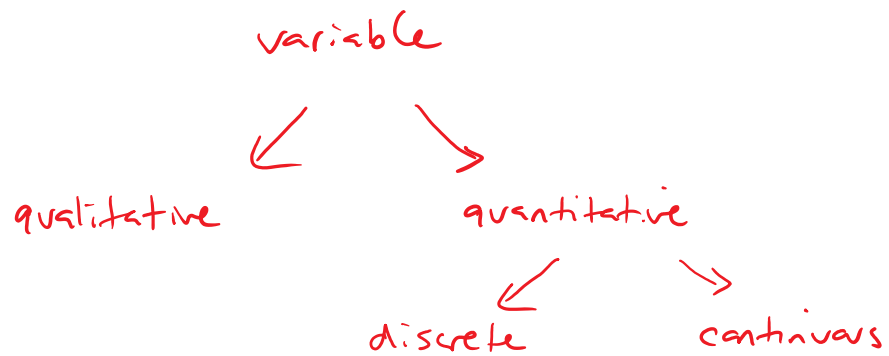 variable
qualitative quantitative
discrete continuous